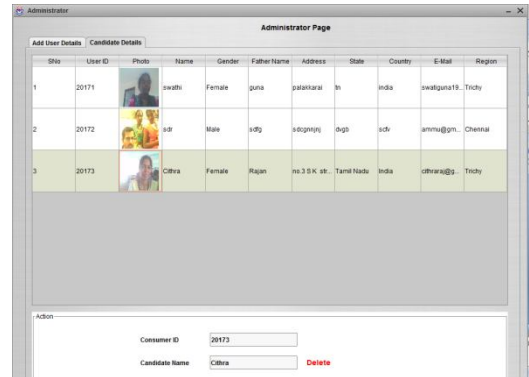 Administrator
Administrator Page
Add User Details Candidate Details
SNo User ID Photo Name Gender Father Name Address State Country E-Mail Region
1 20171 swathi Female guna palakkarai tn india swatiguna19... Trichy
2 20172 sdr Male sdfg sdcgnnjnj dvgti scfv ammu@gm... Chennai
3 20173 Cithra Female Rajan no.3 S K str... Tamil Nadu India cithraraj@g... Trichy
Action
Consumer ID 20173
Candidate Name Cithra Delete